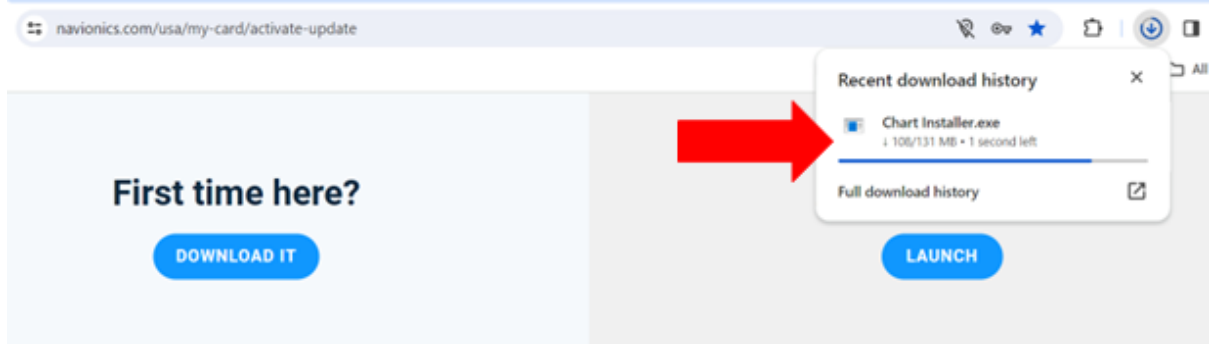 navionics.com/usa/my-card/activate-update
All
Recent download history
Chart Installer.exe
↓ 108/131 MB • 1 second left
Full download history
First time here?
DOWNLOAD IT
LAUNCH